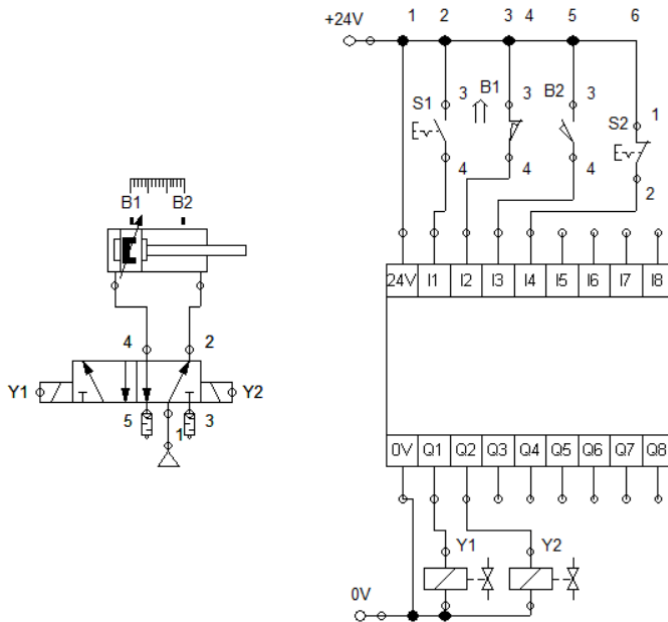 +24V 1 2 3 4 5 6
3 B1 3 B2 3 1
S1 S2
4 4 4 2
B1 B2
24V I1 I2 I3 I4 I5 I6 I7 I8
4 2
Y1 Y2
5 1 3
0V Q1 Q2 Q3 Q4 Q5 Q6 Q7 Q8
Y1 Y2
0V